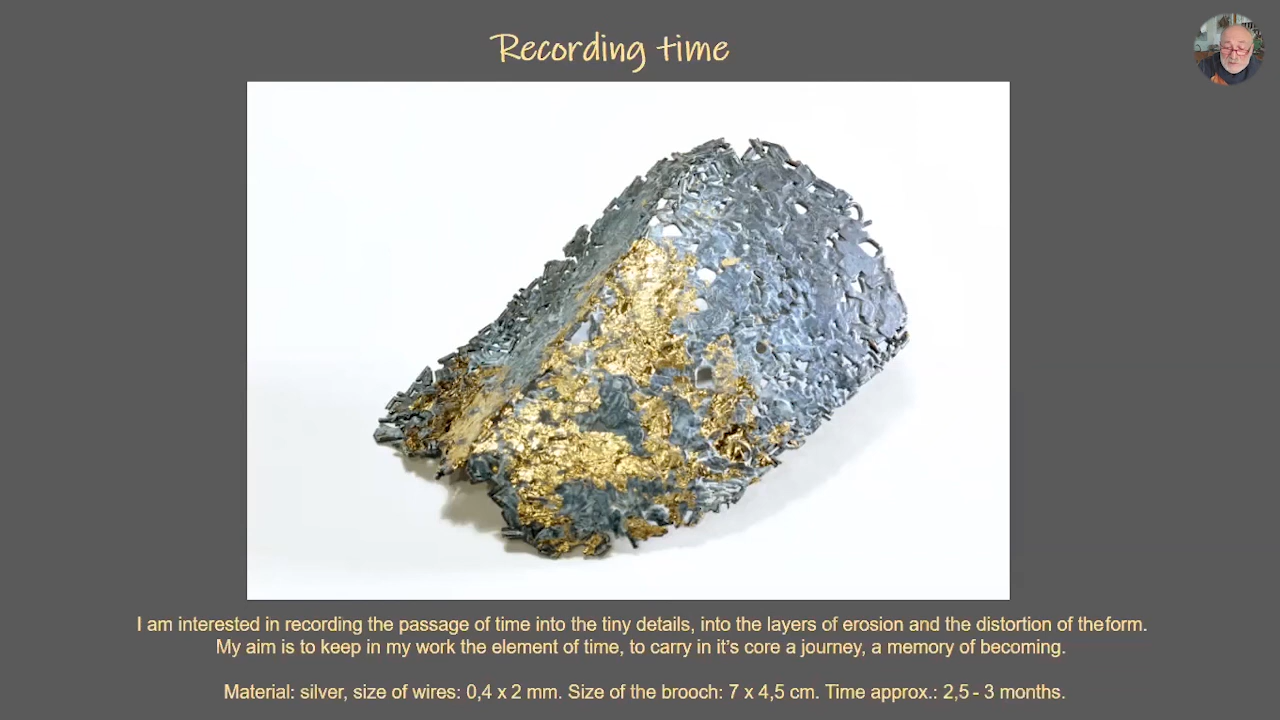 Recording time
I am interested in recording the passage of time into the tiny details, into the layers of erosion and the distortion of theform.
My aim is to keep in my work the element of time, to carry in it's core a journey, a memory of becoming.
Material: silver, size of wires: 0,4 x 2 mm. Size of the brooch: 7 x 4,5 cm. Time approx.: 2,5 - 3 months.